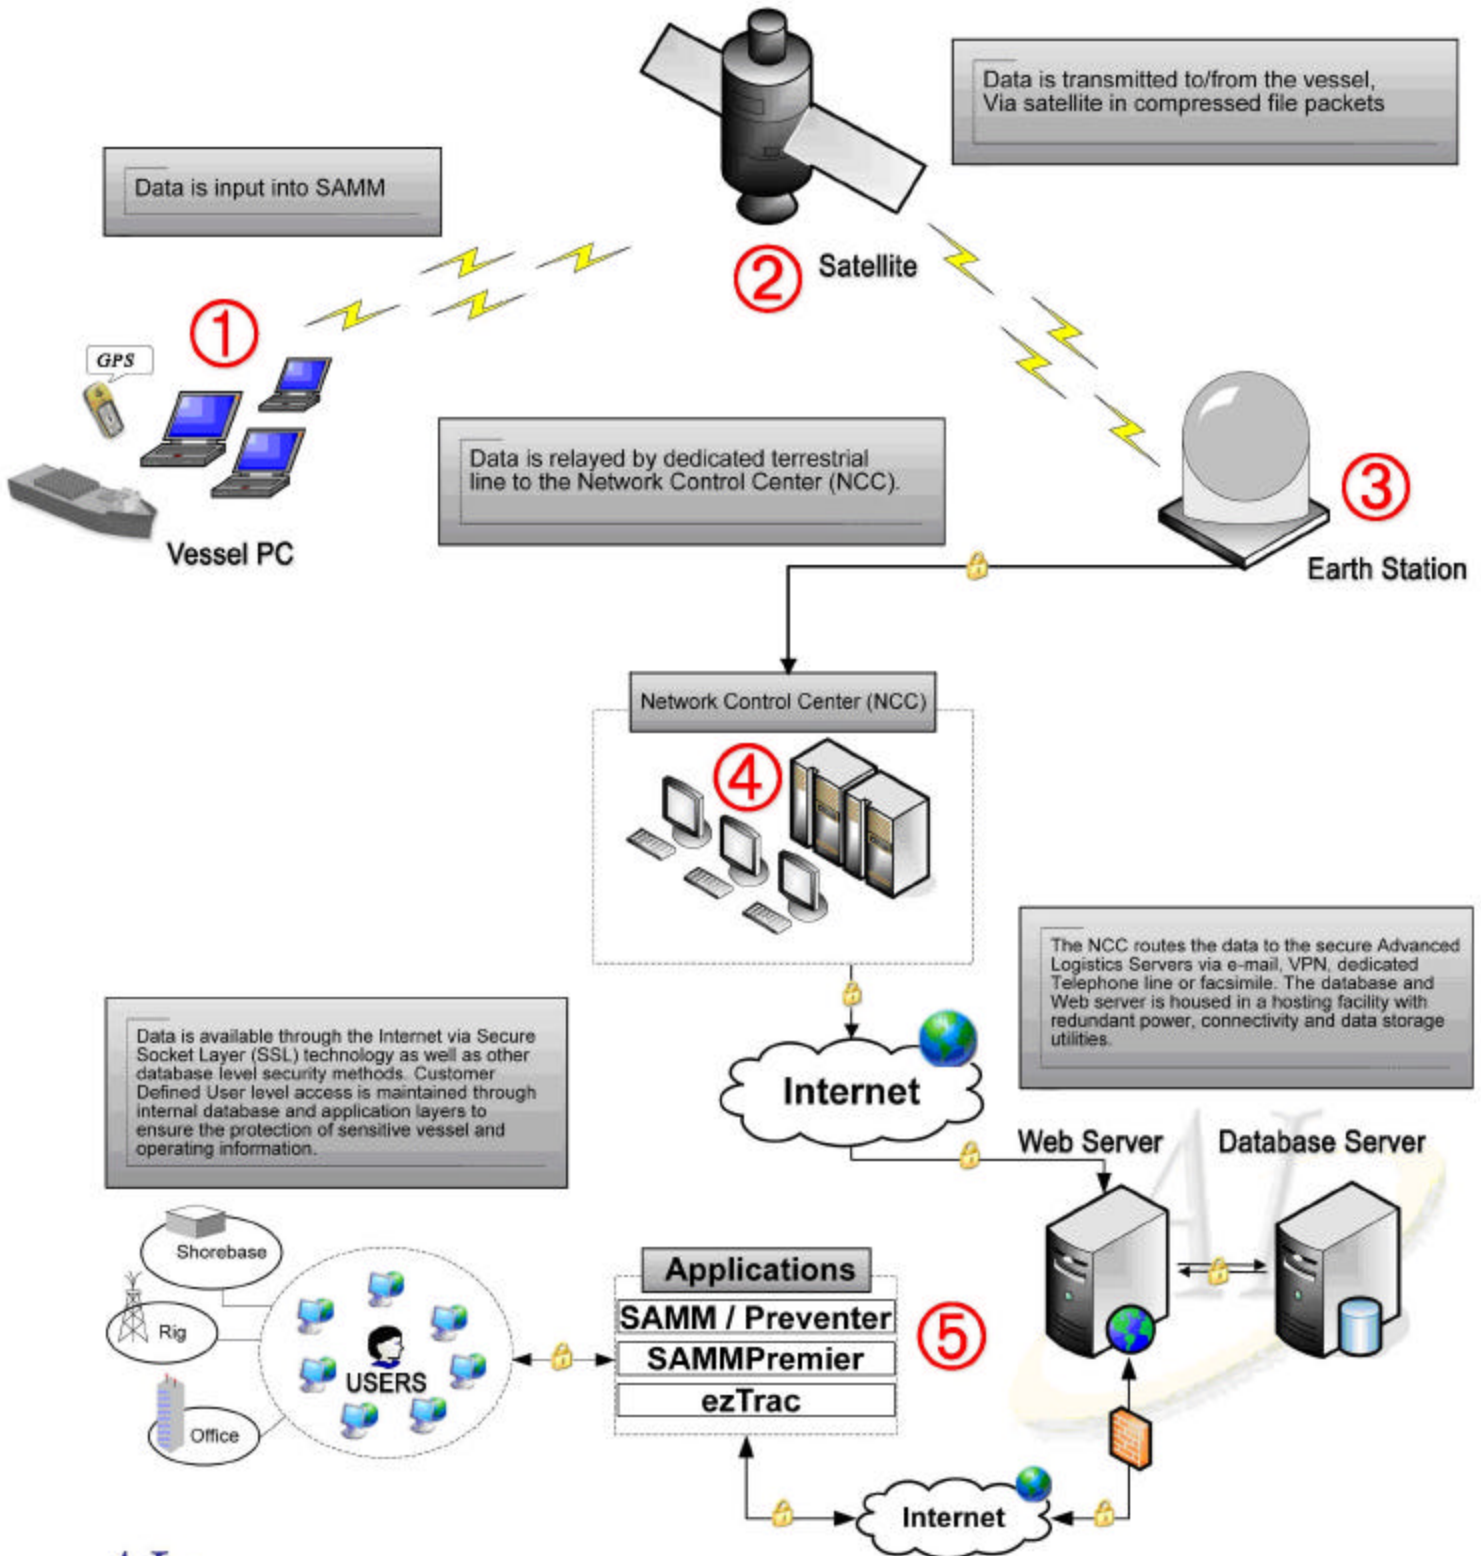 Data is transmitted to/from the vessel,
Via satellite in compressed file packets
Data is input into SAMM
2
Satellite
1
GPS
Data is relayed by dedicated terrestrial
line to the Network Control Center (NCC).
3
Vessel PC
Earth Station
Network Control Center (NCC)
4
The NCC routes the data to the secure Advanced
Logistics Servers via e-mail, VPN, dedicated
Telephone line or facsimile. The database and
Web server is housed in a hosting facility with
redundant power, connectivity and data storage
utilities.
Data is available through the Internet via Secure
Socket Layer (SSL) technology as well as other
database level security methods. Customer
Defined User level access is maintained through
internal database and application layers to
ensure the protection of sensitive vessel and
operating information.
Internet
Web Server
Database Server
Shorebase
Rig
Office
USERS
Applications
SAMM / Preventer
SAMMPremier
ezTrac
5
Internet